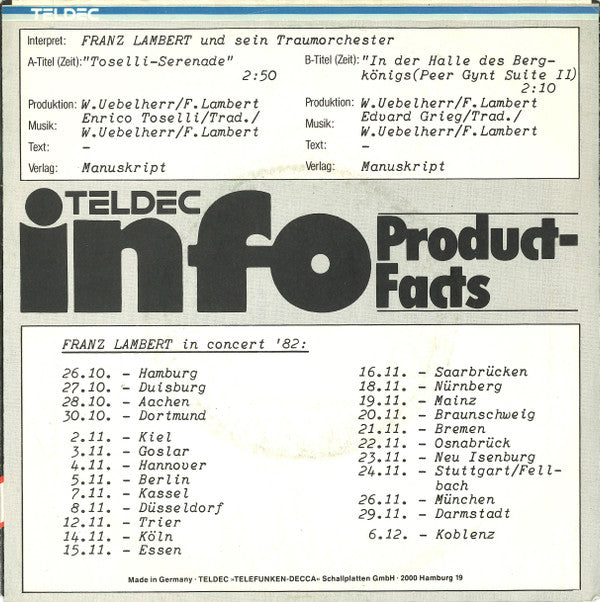 TELDEC
Interpret: FRANZ LAMBERT und sein Traumorchester
A-Titel (Zeit): "Toselli-Serenade"
2:50
Produktion: W.Uebelherr/F.Lambert
Musik: Enrico Toselli/Trad./
W.Uebelherr/F.Lambert
Text: -
Verlag: Manuskript
B-Titel (Zeit): "In der Halle des Berg-
königs(Peer Gynt Suite II)
2:10
Produktion: W.Uebelherr/F.Lambert
Musik: Edvard Grieg/Trad./
W.Uebelherr/F.Lambert
Text: -
Verlag: Manuskript
TELDEC
info
Product-
Facts
FRANZ LAMBERT in concert '82:
26.10. - Hamburg
27.10. - Duisburg
28.10. - Aachen
30.10. - Dortmund
2.11. - Kiel
3.11. - Goslar
4.11. - Hannover
5.11. - Berlin
7.11. - Kassel
8.11. - Düsseldorf
12.11. - Trier
14.11. - Köln
15.11. - Essen
16.11. - Saarbrücken
18.11. - Nürnberg
19.11. - Mainz
20.11. - Braunschweig
21.11. - Bremen
22.11. - Osnabrück
23.11. - Neu Isenburg
24.11. - Stuttgart/Fell-
bach
26.11. - München
29.11. - Darmstadt
6.12. - Koblenz
Made in Germany · TELDEC »TELEFUNKEN-DECCA« Schallplatten GmbH · 2000 Hamburg 19